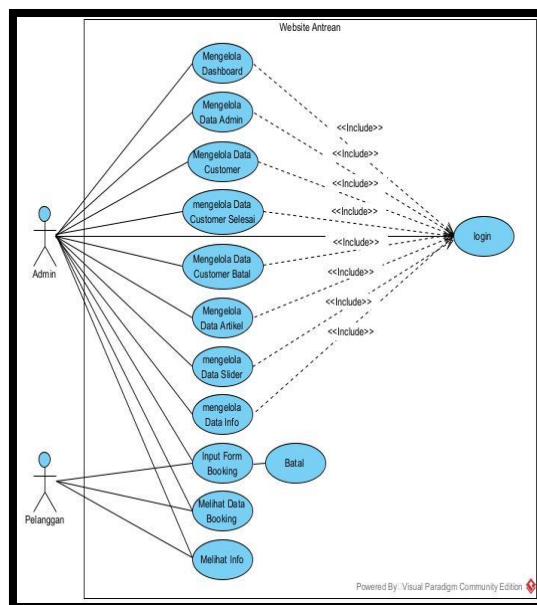 Website Antrean
Mengelola
Dashboard
Mengelola
Data Admin
<<Include>>
<<Include>>
Mengelola Data
Customer
<<Include>>
mengelola Data
Customer Selesai
<<Include>>
login
<<Include>>
Admin
Mengelola Data
Customer Batal
<<Include>>
Mengelola
Data Artikel
<<Include>>
<<Include>>
mengelola
Data Slider
mengelola
Data Info
Input Form
Booking
Batal
Pelanggan
Melihat Data
Booking
Melihat Info
Powered By: Visual Paradigm Community Edition